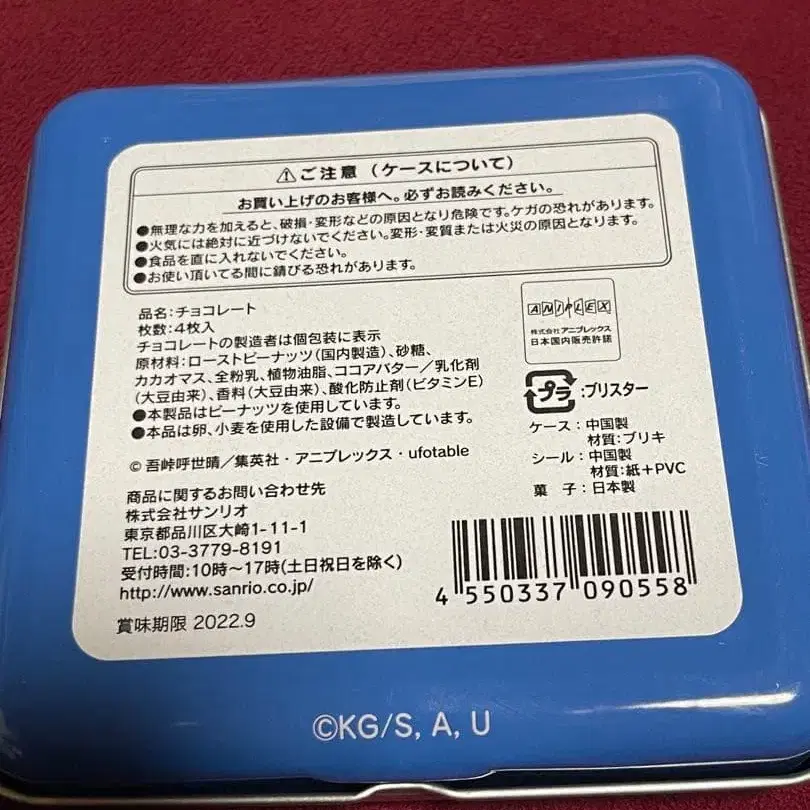 ⚠ご注意（ケースについて）
お買い上げのお客様へ。必ずお読みください。
●無理な力を加えると、破損・変形などの原因となり危険です。ケガの恐れがあります。
●火気には絶対に近づけないでください。変形・変質または火災の原因となります。
●食品を直に入れないでください。
●お使い頂いてる間に錆びる恐れがあります。
品名：チョコレート
枚数：4枚入
チョコレートの製造者は個包装に表示
原材料：ローストピーナッツ（国内製造）、砂糖、
カカオマス、全粉乳、植物油脂、ココアバター／乳化剤
（大豆由来）、香料（大豆由来）、酸化防止剤（ビタミンE）
●本製品はピーナッツを使用しています。
●本品は卵、小麦を使用した設備で製造しています。
© 吾峠呼世晴／集英社・アニプレックス・ufotable
商品に関するお問い合わせ先
株式会社サンリオ
東京都品川区大崎1-11-1
TEL:03-3779-8191
受付時間：10時～17時（土日祝日を除く）
http://www.sanrio.co.jp/
賞味期限 2022.9
ANIPLEX
株式会社アニプレックス
日本国内販売許諾
プラ：ブリスター
ケース：中国製
材質：ブリキ
シール：中国製
材質：紙＋PVC
菓子：日本製
4 550337 090558
©KG/S, A, U